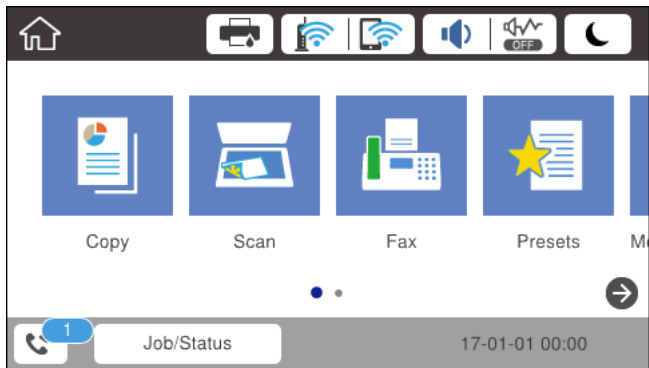 OFF
Copy
Scan
Fax
Presets
M
1
Job/Status
17-01-01 00:00